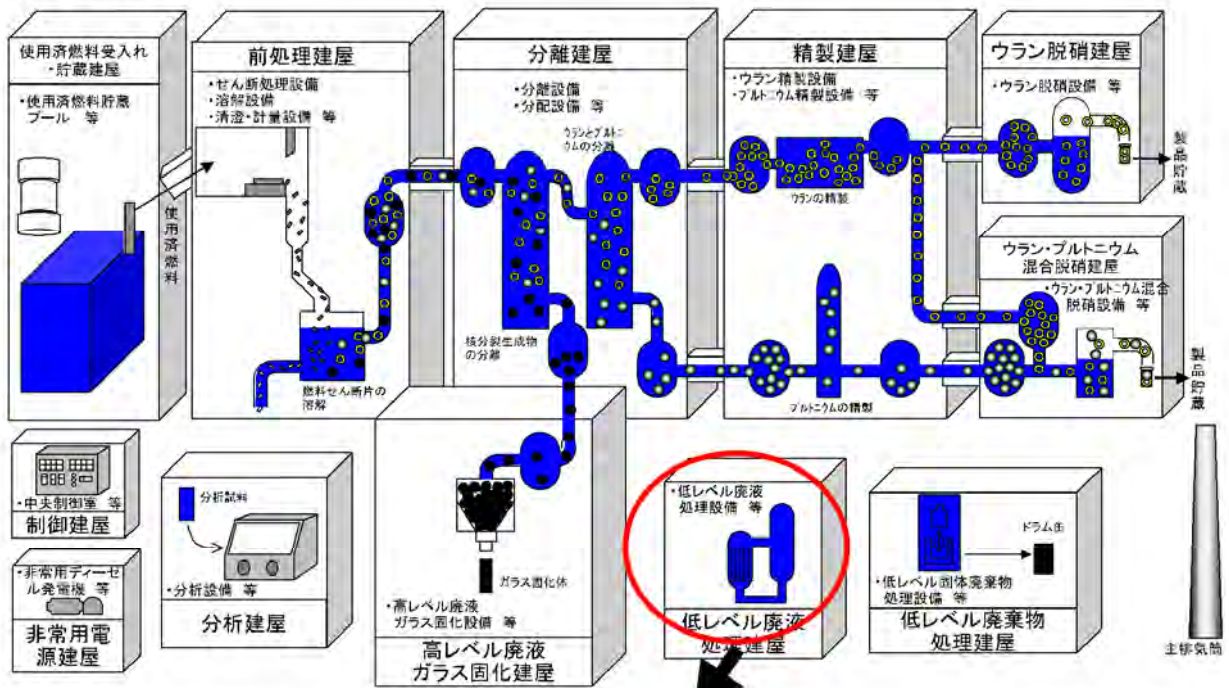 使用済燃料受入れ
・貯蔵建屋
・使用済燃料貯蔵
プール 等
使用済燃料
前処理建屋
・せん断処理設備
・溶解設備
・清澄・計量設備 等
燃料せん断片の
溶解
分離建屋
・分離設備
・分配設備 等
ウランとプルトニ
ウムの分離
核分裂生成物
の分離
精製建屋
・ウラン精製設備
・プルトニウム精製設備 等
ウランの精製
プルトニウムの精製
ウラン脱硝建屋
・ウラン脱硝設備 等
製品貯蔵
ウラン・プルトニウム
混合脱硝建屋
・ウラン・プルトニウム混合
脱硝設備 等
製品貯蔵
・中央制御室 等
制御建屋
・非常用ディーゼ
ル発電機 等
非常用電
源建屋
分析試料
・分析設備 等
分析建屋
ガラス固化体
・高レベル廃液
ガラス固化設備 等
高レベル廃液
ガラス固化建屋
・低レベル廃液
処理設備 等
低レベル廃液
処理建屋
ドラム缶
・低レベル固体廃棄物
処理設備 等
低レベル廃棄物
処理建屋
主排気筒